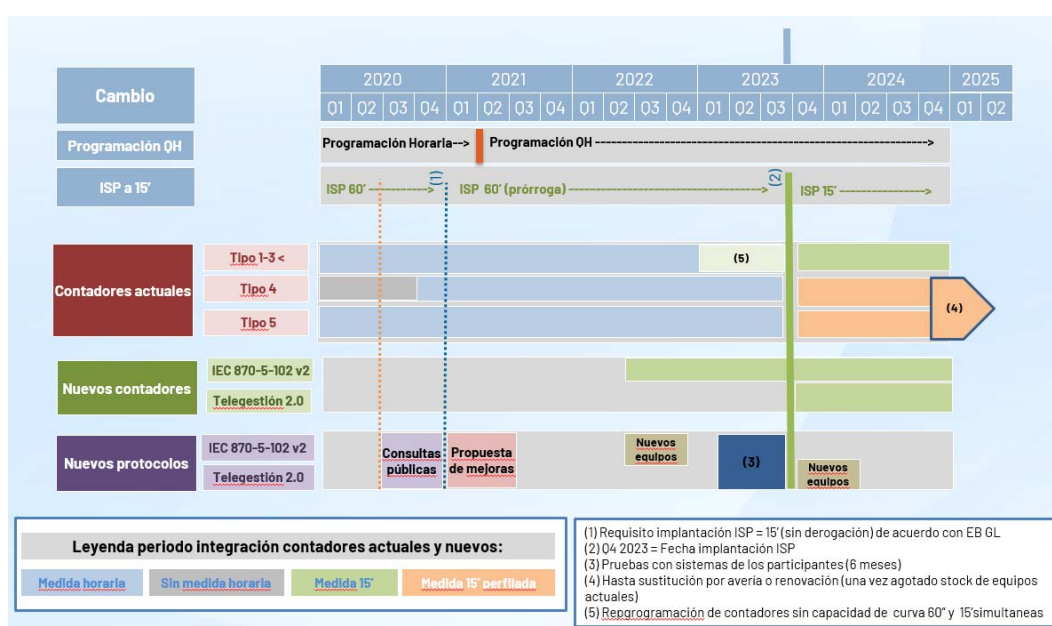 Cambio
2020 2021 2022 2023 2024 2025
Q1 Q2 Q3 Q4 Q1 Q2 Q3 Q4 Q1 Q2 Q3 Q4 Q1 Q2 Q3 Q4 Q1 Q2 Q3 Q4 Q1 Q2
Programación QH
Programación Horaria--> Programación QH ------------------------------------------------------------------->
ISP a 15’
ISP 60’ -----------> (1) ISP 60’ (prórroga) -----------------------------------> (2) ISP 15’ ---------------->
Contadores actuales
Tipo 1-3 <
(5)
Tipo 4
Tipo 5
(4)
Nuevos contadores
IEC 870-5-102 v2
Telegestión 2.0
Nuevos protocolos
IEC 870-5-102 v2
Telegestión 2.0
Consultas
públicas
Propuesta
de mejoras
Nuevos
equipos
(3)
Nuevos
equipos
Leyenda periodo integración contadores actuales y nuevos:
Medida horaria Sin medida horaria Medida 15’ Medida 15’ perfilada
(1) Requisito implantación ISP = 15’ (sin derogación) de acuerdo con EB GL
(2) Q4 2023 = Fecha implantación ISP
(3) Pruebas con sistemas de los participantes (6 meses)
(4) Hasta sustitución por avería o renovación (una vez agotado stock de equipos
actuales)
(5) Repgrogramación de contadores sin capacidad de curva 60” y 15’simultaneas